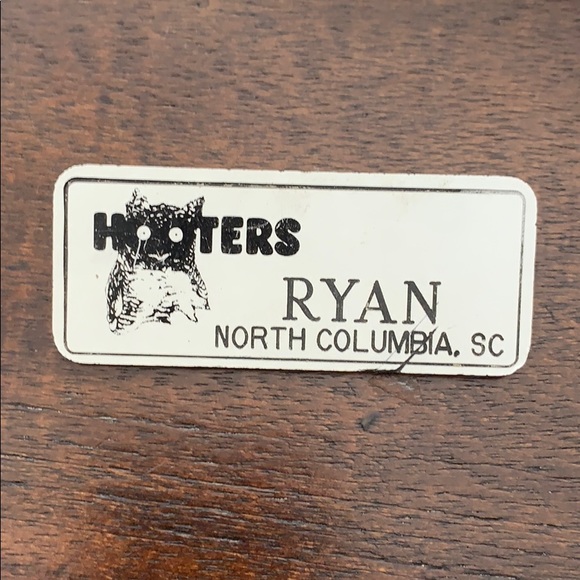 HOOTERS
RYAN
NORTH COLUMBIA, SC